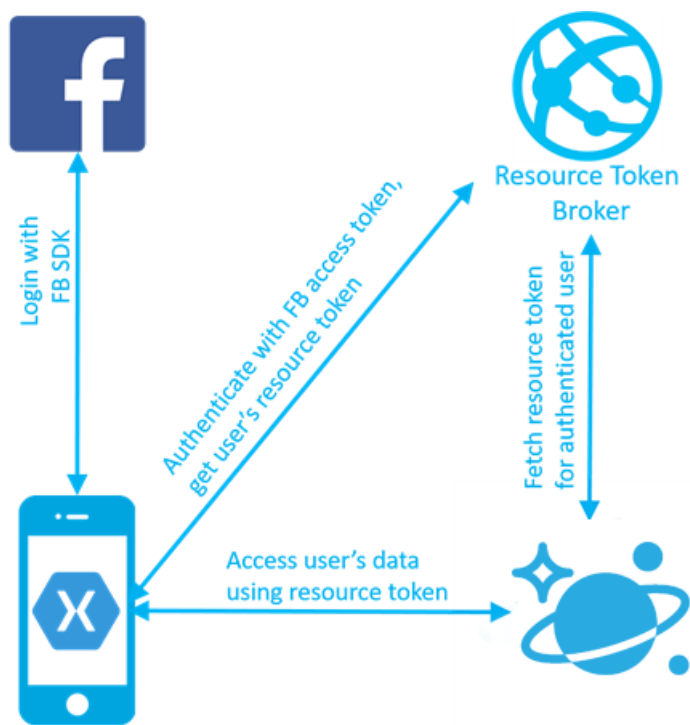 f
Resource Token
Broker
Login with
FB SDK
Authenticate with FB access token,
get user's resource token
Fetch resource token
for authenticated user
Access user's data
using resource token
X